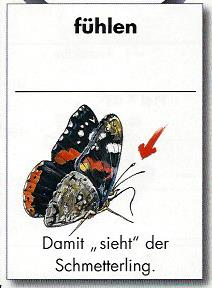 fühlen
Damit „sieht“ der
Schmetterling.